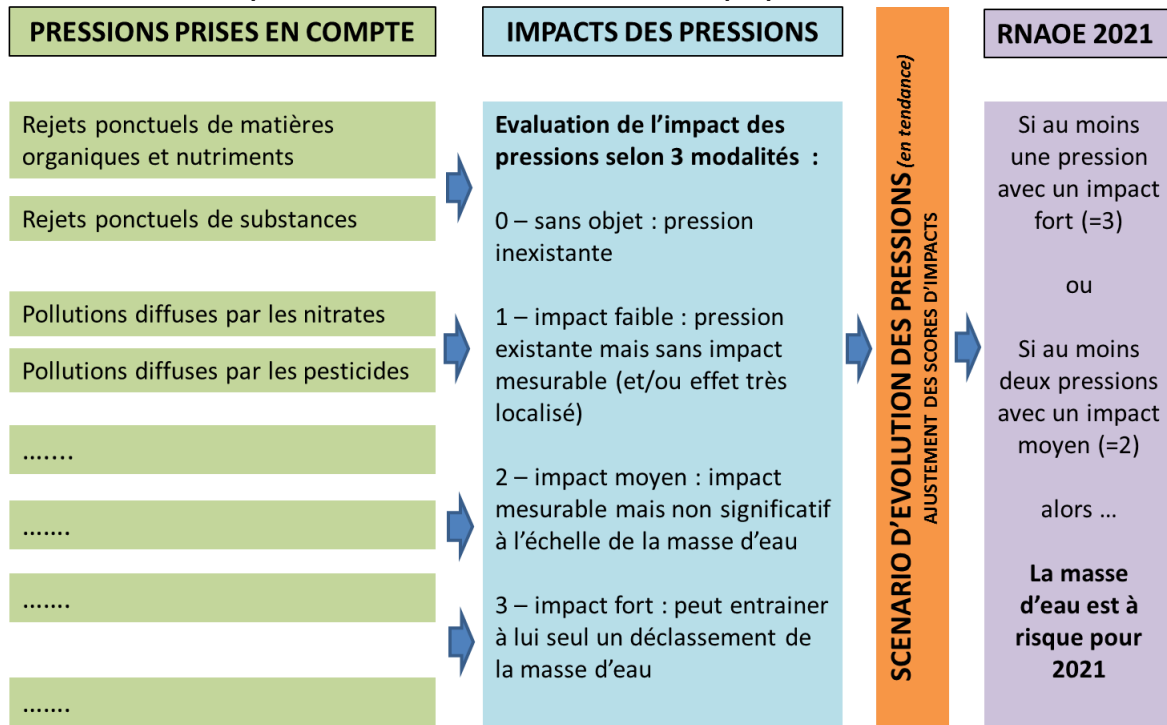 PRESSIONS PRISES EN COMPTE
Rejets ponctuels de matières
organiques et nutriments
Rejets ponctuels de substances
Pollutions diffuses par les nitrates
Pollutions diffuses par les pesticides
.......
.......
.......
.......
IMPACTS DES PRESSIONS
Evaluation de l’impact des
pressions selon 3 modalités :
0 – sans objet : pression
inexistante
1 – impact faible : pression
existante mais sans impact
mesurable (et/ou effet très
localisé)
2 – impact moyen : impact
mesurable mais non significatif
à l’échelle de la masse d’eau
3 – impact fort : peut entrainer
à lui seul un déclassement de
la masse d’eau
SCENARIO D’EVOLUTION DES PRESSIONS (en tendance)
AJUSTEMENT DES SCORES D’IMPACTS
RNAOE 2021
Si au moins
une pression
avec un impact
fort (=3)
ou
Si au moins
deux pressions
avec un impact
moyen (=2)
alors ...
La masse
d’eau est à
risque pour
2021